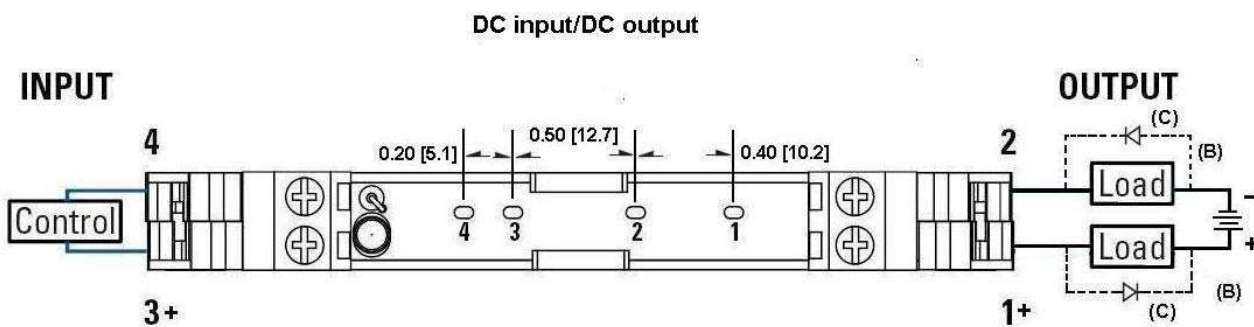 DC input/DC output
INPUT
OUTPUT
4
0.20 [5.1]
0.50 [12.7]
0.40 [10.2]
2
(C)
(B)
Load
Control
4
3
2
1
Load
-
+
3+
1+
(C)
(B)